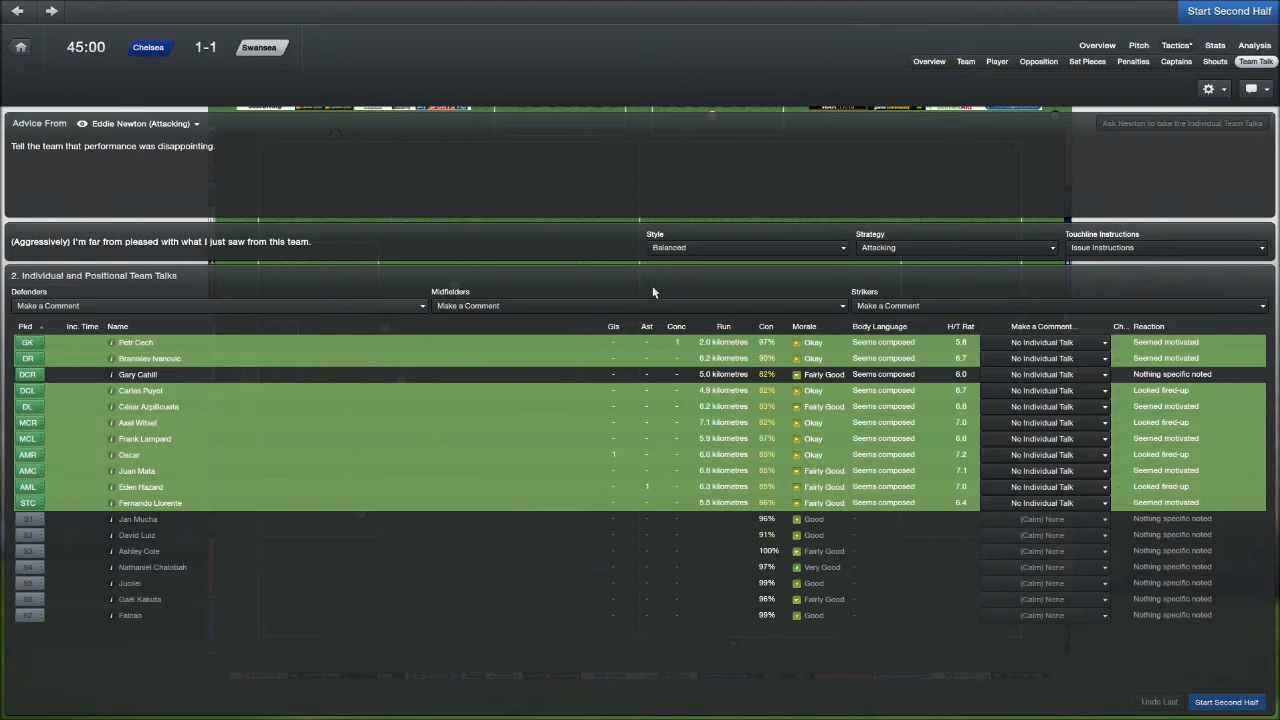 Start Second Half
45:00 Chelsea 1-1 Swansea
Overview Pitch Tactics* Stats Analysis
Overview Team Player Opposition Set Pieces Penalties Captains Shouts Team Talk
Advice From Eddie Newton (Attacking) Ask Newton to take the Individual Team Talks
Tell the team that performance was disappointing.
Style Strategy Touchline Instructions
(Aggressively) I'm far from pleased with what I just saw from this team.
Balanced Attacking Issue Instructions
2. Individual and Positional Team Talks
Defenders Midfielders Strikers
Make a Comment Make a Comment Make a Comment
Pkd Inc. Time Name Gls Ast Conc Run Con Morale Body Language H/T Rat Make a Comment... Ch... Reaction
GK i Petr Cech - - 1 2.0 kilometres 97% Okay Seems composed 5.8 No Individual Talk Seemed motivated
DR i Branislav Ivanovic - - - 6.2 kilometres 90% Okay Seems composed 6.7 No Individual Talk Seemed motivated
DCR i Gary Cahill - - - 5.0 kilometres 82% Fairly Good Seems composed 6.0 No Individual Talk Nothing specific noted
DCL i Carles Puyol - - - 4.9 kilometres 82% Okay Seems composed 6.7 No Individual Talk Looked fired-up
DL i César Azpilicueta - - - 6.2 kilometres 83% Fairly Good Seems composed 6.8 No Individual Talk Seemed motivated
MCR i Axel Witsel - - - 7.1 kilometres 82% Okay Seems composed 7.0 No Individual Talk Looked fired-up
MCL i Frank Lampard - - - 5.9 kilometres 87% Okay Seems composed 6.6 No Individual Talk Seemed motivated
AMR i Oscar 1 - - 6.0 kilometres 85% Okay Seems composed 7.2 No Individual Talk Looked fired-up
AMC i Juan Mata - - - 6.8 kilometres 85% Fairly Good Seems composed 7.1 No Individual Talk Seemed motivated
AML i Eden Hazard - 1 - 6.3 kilometres 85% Fairly Good Seems composed 7.0 No Individual Talk Looked fired-up
STC i Fernando Llorente - - - 5.5 kilometres 86% Fairly Good Seems composed 6.4 No Individual Talk Seemed motivated
S1 i Jan Mucha 96% Good - (Calm) None Nothing specific noted
S2 i David Luiz 91% Good - (Calm) None Nothing specific noted
S3 i Ashley Cole 100% Fairly Good - (Calm) None Nothing specific noted
S4 i Nathaniel Chalobah 97% Very Good - (Calm) None Nothing specific noted
S5 i Jucilei 99% Good - (Calm) None Nothing specific noted
S6 i Gaël Kakuta 96% Fairly Good - (Calm) None Nothing specific noted
S7 i Falcao 99% Good - (Calm) None Nothing specific noted
Undo Last Start Second Half